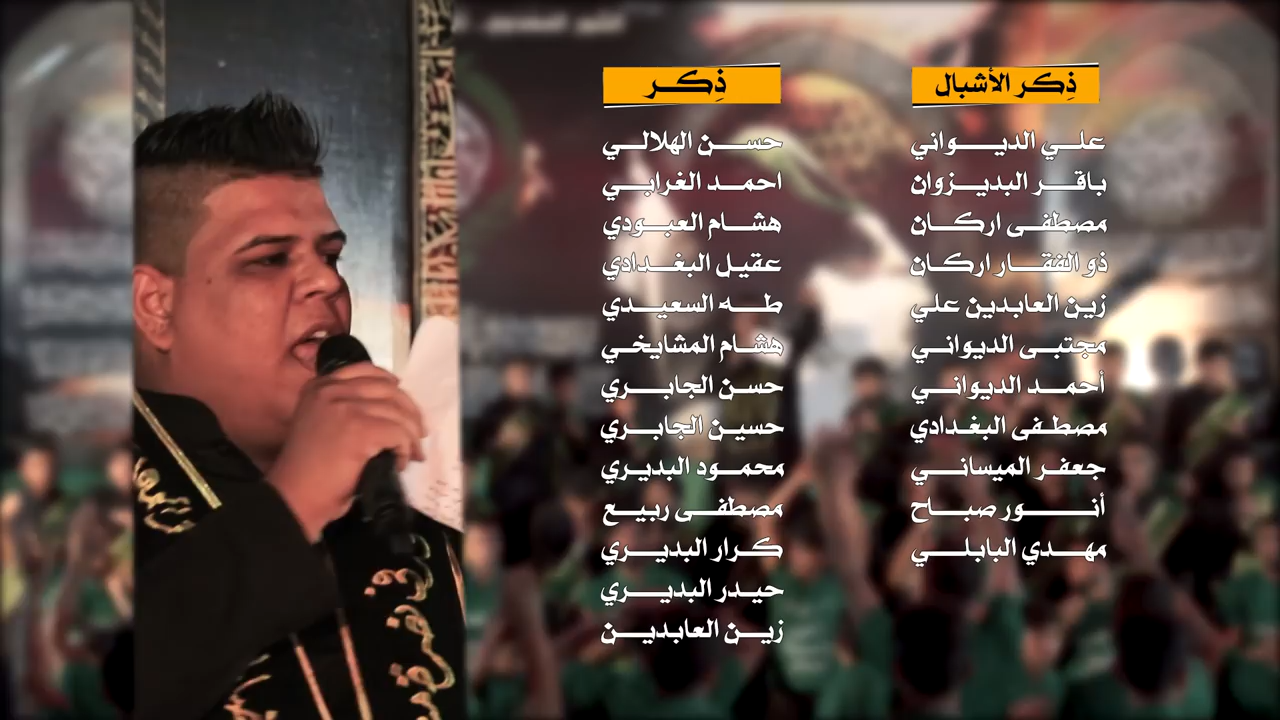 ذِكر الأشبال
علي الديواني
باقر البديزوان
مصطفى اركان
ذو الفقار اركان
زين العابدين علي
مجتبى الديواني
أحمد الديواني
مصطفى البغدادي
جعفر الميساني
أنور صباح
مهدي البابلي
ذِكر
حسن الهلالي
احمد الغرابي
هشام العبودي
عقيل البغدادي
طه السعيدي
هشام المشايخي
حسن الجابري
حسين الجابري
محمود البديري
مصطفى ربيع
كرار البديري
حيدر البديري
زين العابدين